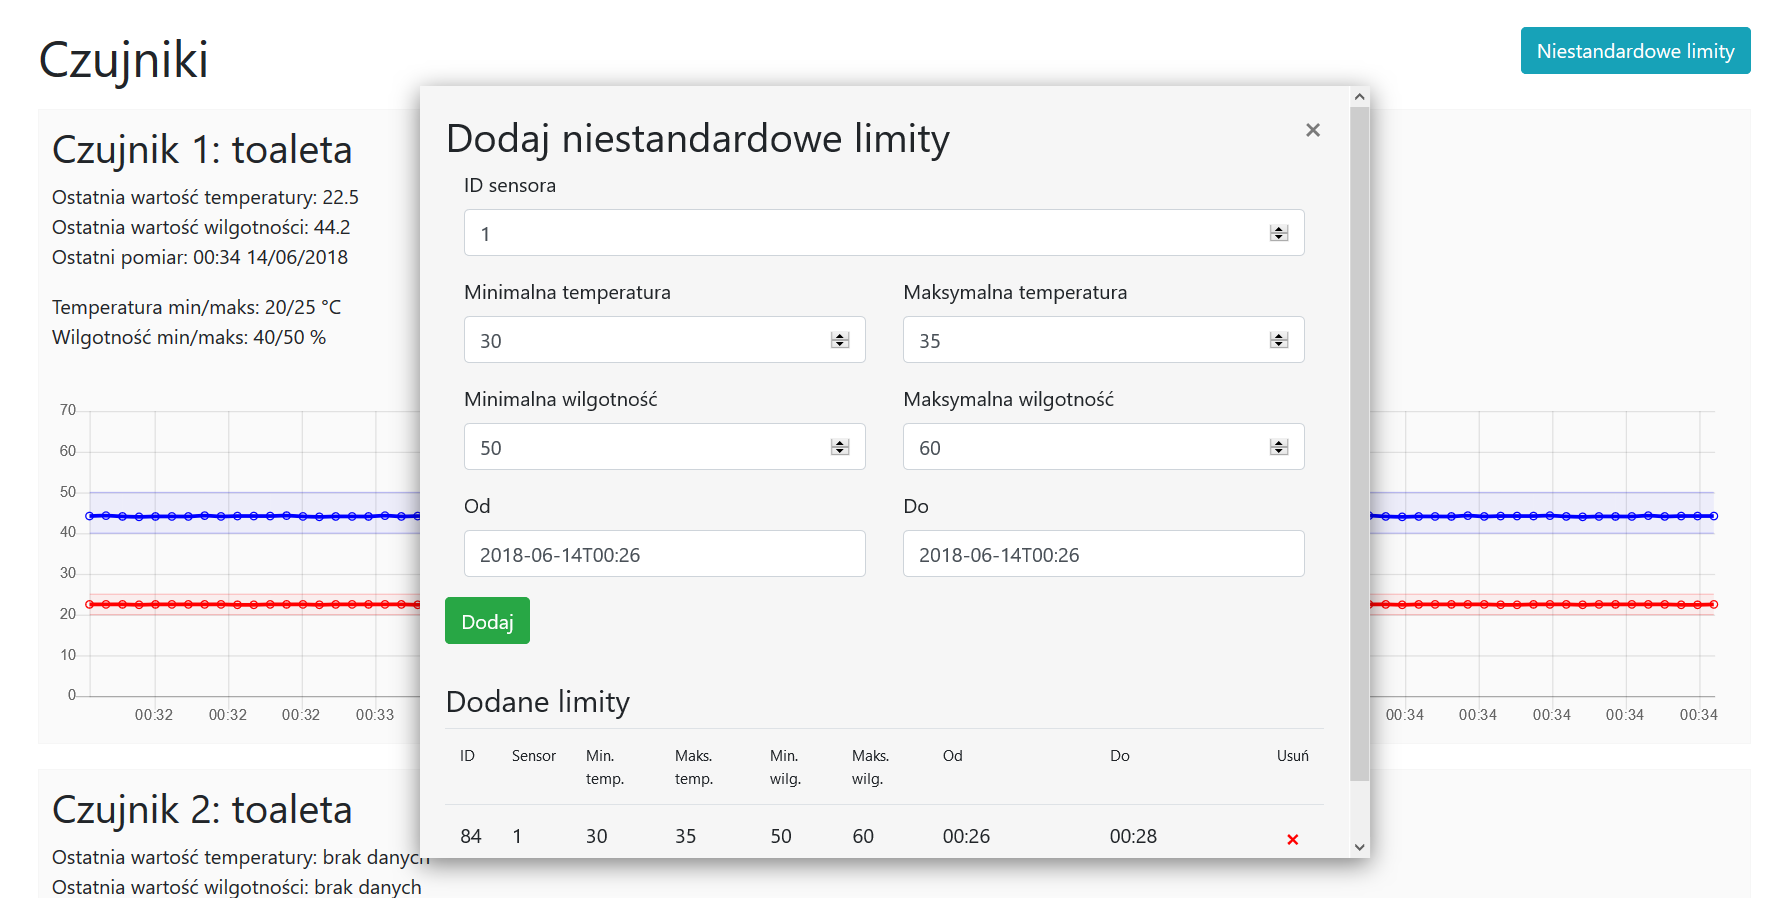 Czujniki
Niestandardowe limity
Czujnik 1: toaleta
Ostatnia wartość temperatury: 22.5
Ostatnia wartość wilgotności: 44.2
Ostatni pomiar: 00:34 14/06/2018
Temperatura min/maks: 20/25 °C
Wilgotność min/maks: 40/50 %
70
60
50
40
30
20
10
0
00:32 00:32 00:32 00:33
00:34 00:34 00:34 00:34 00:34
Dodaj niestandardowe limity
×
ID sensora
1
Minimalna temperatura Maksymalna temperatura
30 35
Minimalna wilgotność Maksymalna wilgotność
50 60
Od Do
2018-06-14T00:26 2018-06-14T00:26
Dodaj
Dodane limity
ID Sensor Min. temp. Maks. temp. Min. wilg. Maks. wilg. Od Do Usuń
84 1 30 35 50 60 00:26 00:28 ×
Czujnik 2: toaleta
Ostatnia wartość temperatury: brak danych
Ostatnia wartość wilgotności: brak danych